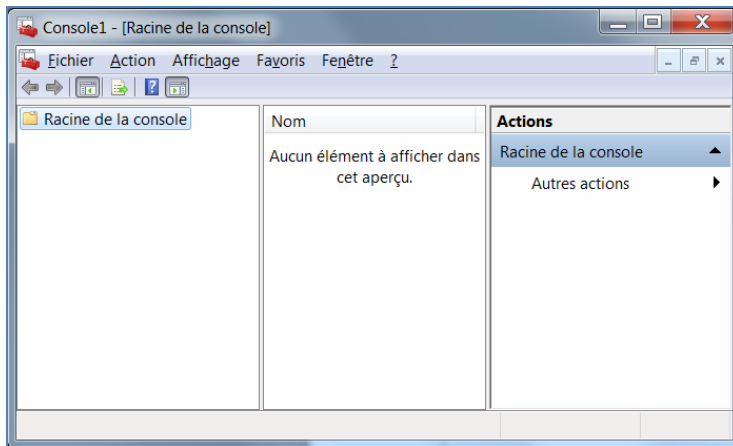 Console1 - [Racine de la console]
Fichier Action Affichage Favoris Fenêtre ?
Racine de la console
Nom
Aucun élément à afficher dans
cet aperçu.
Actions
Racine de la console
Autres actions